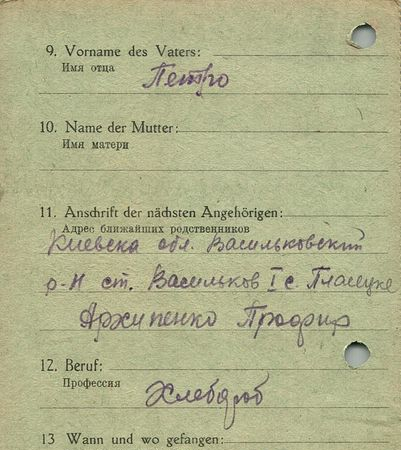 9. Vorname des Vaters:
Имя отца
Петро
10. Name der Mutter:
Имя матери
11. Anschrift der nächsten Angehörigen:
Адрес ближайших родственников
Киевска обл. Васильковский
р-н ст. Васильков I с. Плесецке
Архипенко Профир
12. Beruf:
Профессия
Хлебороб
13 Wann und wo gefangen: